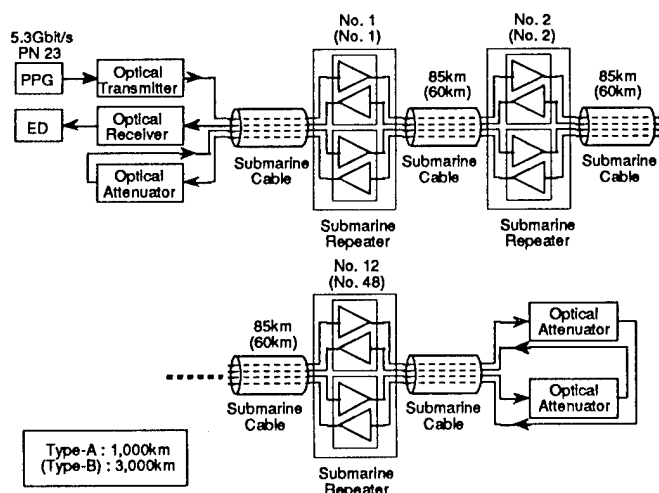 5.3Gbit/s
PN 23
PPG
Optical
Transmitter
ED
Optical
Receiver
Optical
Attenuator
Submarine
Cable
No. 1
(No. 1)
Submarine
Repeater
85km
(60km)
Submarine
Cable
No. 2
(No. 2)
Submarine
Repeater
85km
(60km)
Submarine
Cable
85km
(60km)
Submarine
Cable
No. 12
(No. 48)
Submarine
Repeater
Submarine
Cable
Optical
Attenuator
Optical
Attenuator
Type-A : 1,000km
(Type-B) : 3,000km